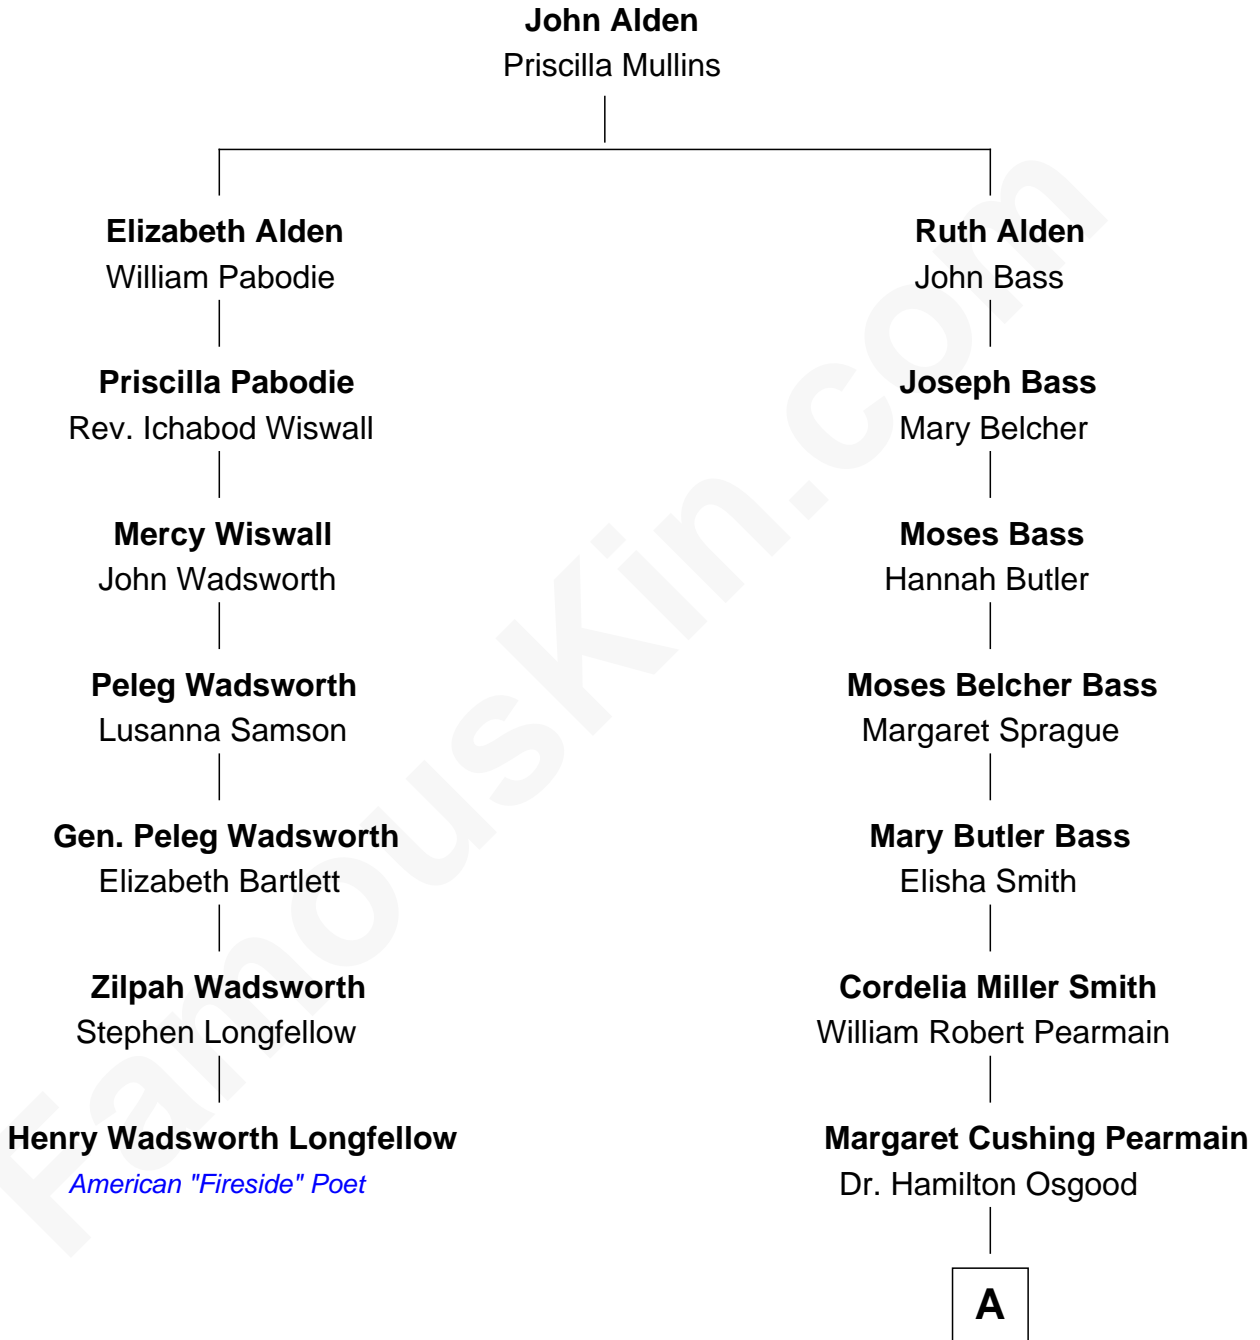 John Alden
Priscilla Mullins
Elizabeth Alden
William Pabodie
Priscilla Pabodie
Rev. Ichabod Wiswall
Mercy Wiswall
John Wadsworth
Peleg Wadsworth
Lusanna Samson
Gen. Peleg Wadsworth
Elizabeth Bartlett
Zilpah Wadsworth
Stephen Longfellow
Henry Wadsworth Longfellow
American "Fireside" Poet
Ruth Alden
John Bass
Joseph Bass
Mary Belcher
Moses Bass
Hannah Butler
Moses Belcher Bass
Margaret Sprague
Mary Butler Bass
Elisha Smith
Cordelia Miller Smith
William Robert Pearmain
Margaret Cushing Pearmain
Dr. Hamilton Osgood
A
FamousKin.com